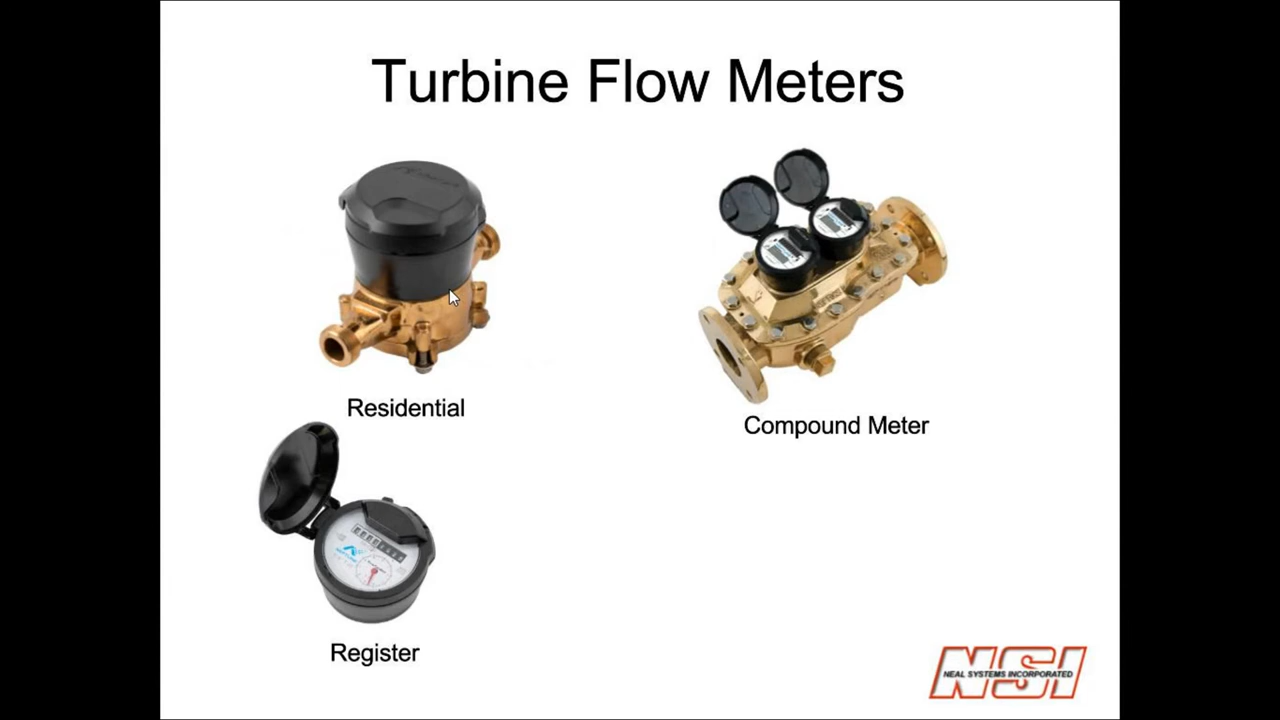 Turbine Flow Meters
Residential
Compound Meter
Register
NSI
NEAL SYSTEMS INCORPORATED